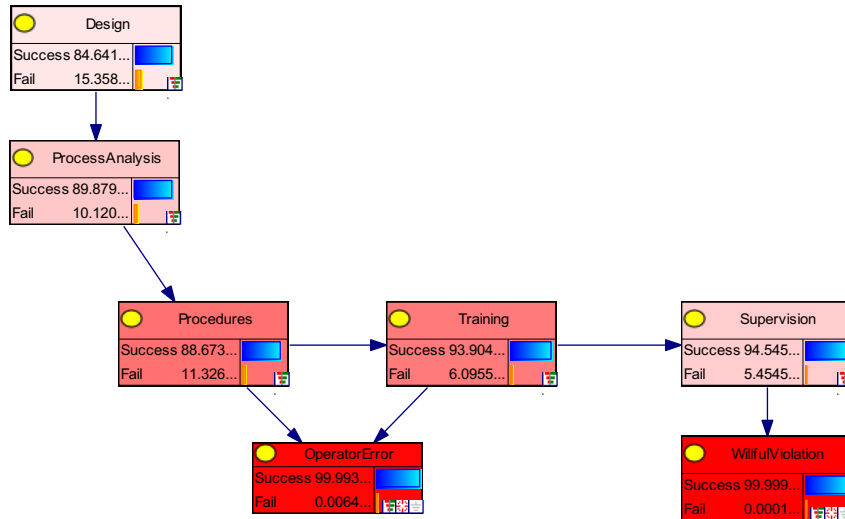 Design
Success 84.641...
Fail 15.358...
ProcessAnalysis
Success 89.879...
Fail 10.120...
Procedures
Success 88.673...
Fail 11.326...
Training
Success 93.904...
Fail 6.0955...
Supervision
Success 94.545...
Fail 5.4545...
OperatorError
Success 99.993...
Fail 0.0064...
WillfulViolation
Success 99.999...
Fail 0.0001...